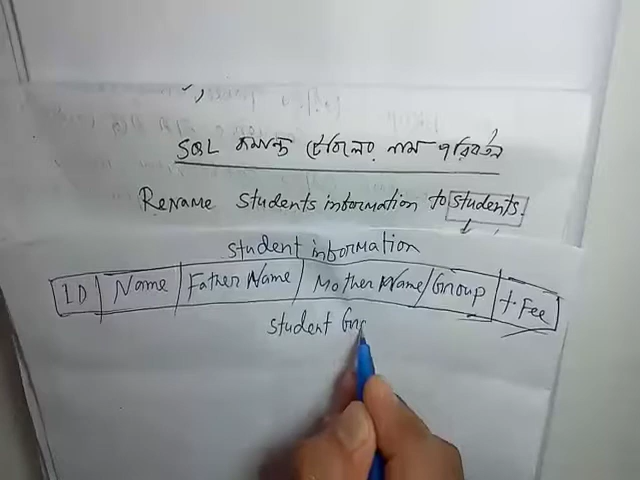 SQL কমান্ড টেবিলের নাম পরিবর্তন
Rename students information to students.
student information
ID Name Father Name Mother Name Group t.Fee
student